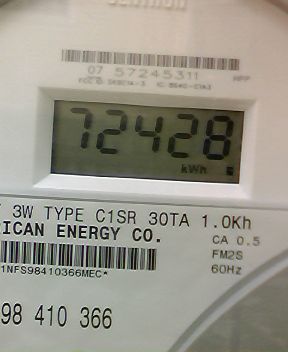 07 57245311
72428
kWh
3W TYPE C1SR 30TA 1.0Kh
RICAN ENERGY CO.
CA 0.5
FM2S
60Hz
1NFS98410366MEC*
98 410 366